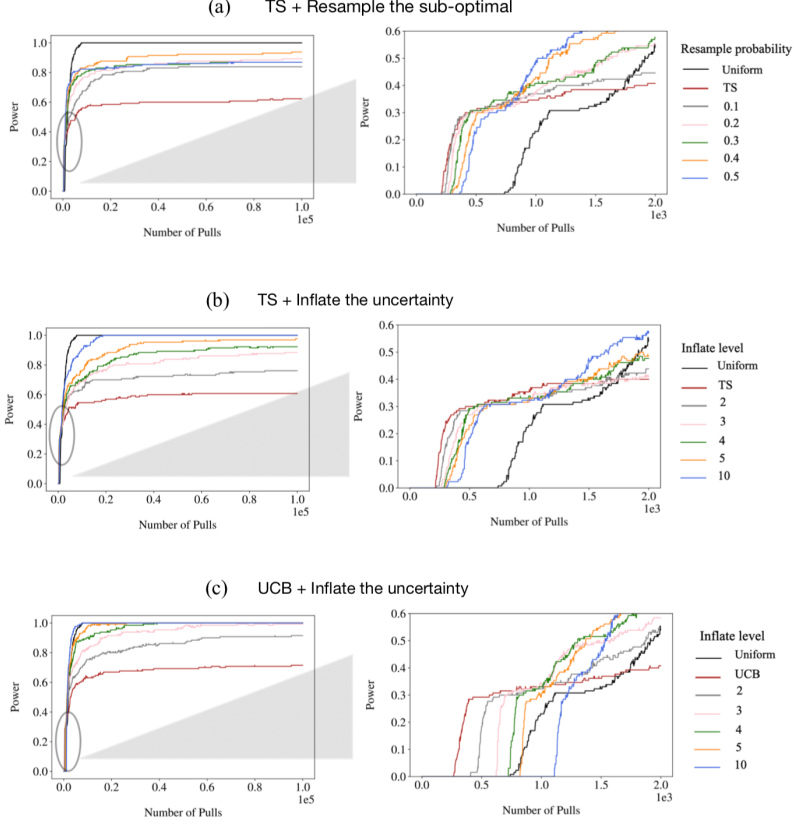 (a) TS + Resample the sub-optimal
1.0
0.8
0.6
0.4
0.2
0.0
Power
0.0 0.2 0.4 0.6 0.8 1.0
1e5
Number of Pulls
0.6
0.5
0.4
0.3
0.2
0.1
0.0
Power
0.0 0.5 1.0 1.5 2.0
1e3
Number of Pulls
Resample probability
Uniform
TS
0.1
0.2
0.3
0.4
0.5
(b) TS + Inflate the uncertainty
1.0
0.8
0.6
0.4
0.2
0.0
Power
0.0 0.2 0.4 0.6 0.8 1.0
1e5
Number of Pulls
0.6
0.5
0.4
0.3
0.2
0.1
0.0
Power
0.0 0.5 1.0 1.5 2.0
1e3
Number of Pulls
Inflate level
Uniform
TS
2
3
4
5
10
(c) UCB + Inflate the uncertainty
1.0
0.8
0.6
0.4
0.2
0.0
Power
0.0 0.2 0.4 0.6 0.8 1.0
1e5
Number of Pulls
0.6
0.5
0.4
0.3
0.2
0.1
0.0
Power
0.0 0.5 1.0 1.5 2.0
1e3
Number of Pulls
Inflate level
Uniform
UCB
2
3
4
5
10